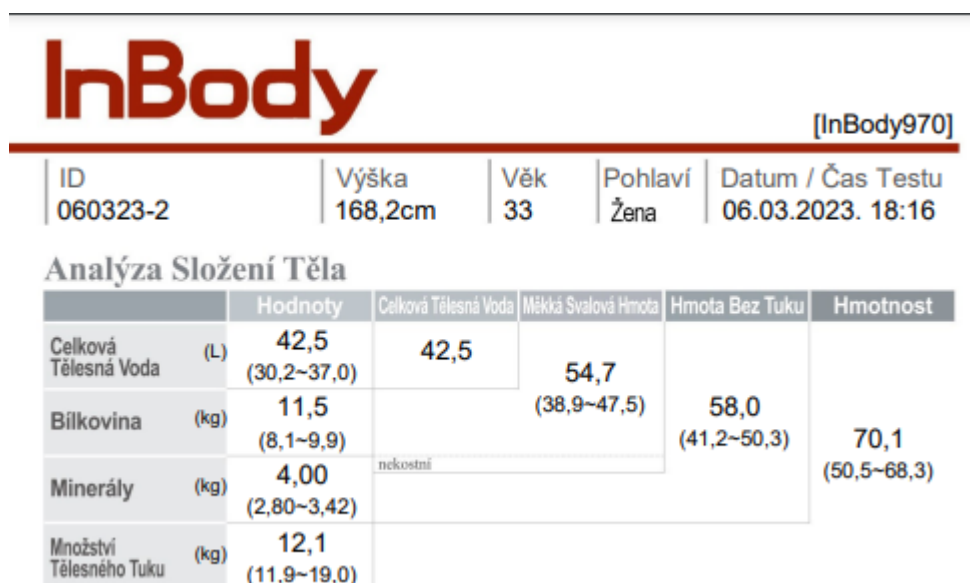 InBody
[InBody970]
ID Výška Věk Pohlaví Datum / Čas Testu
060323-2 168,2cm 33 Žena 06.03.2023. 18:16
Analýza Složení Těla
Hodnoty Celková Tělesná Voda Měkká Svalová Hmota Hmota Bez Tuku Hmotnost
Celková Tělesná Voda (L) 42,5 (30,2~37,0) 42,5
54,7 (38,9~47,5)
Bílkovina (kg) 11,5 (8,1~9,9)
58,0 (41,2~50,3)
70,1 (50,5~68,3)
nekostní
Minerály (kg) 4,00 (2,80~3,42)
Množství Tělesného Tuku (kg) 12,1 (11,9~19,0)